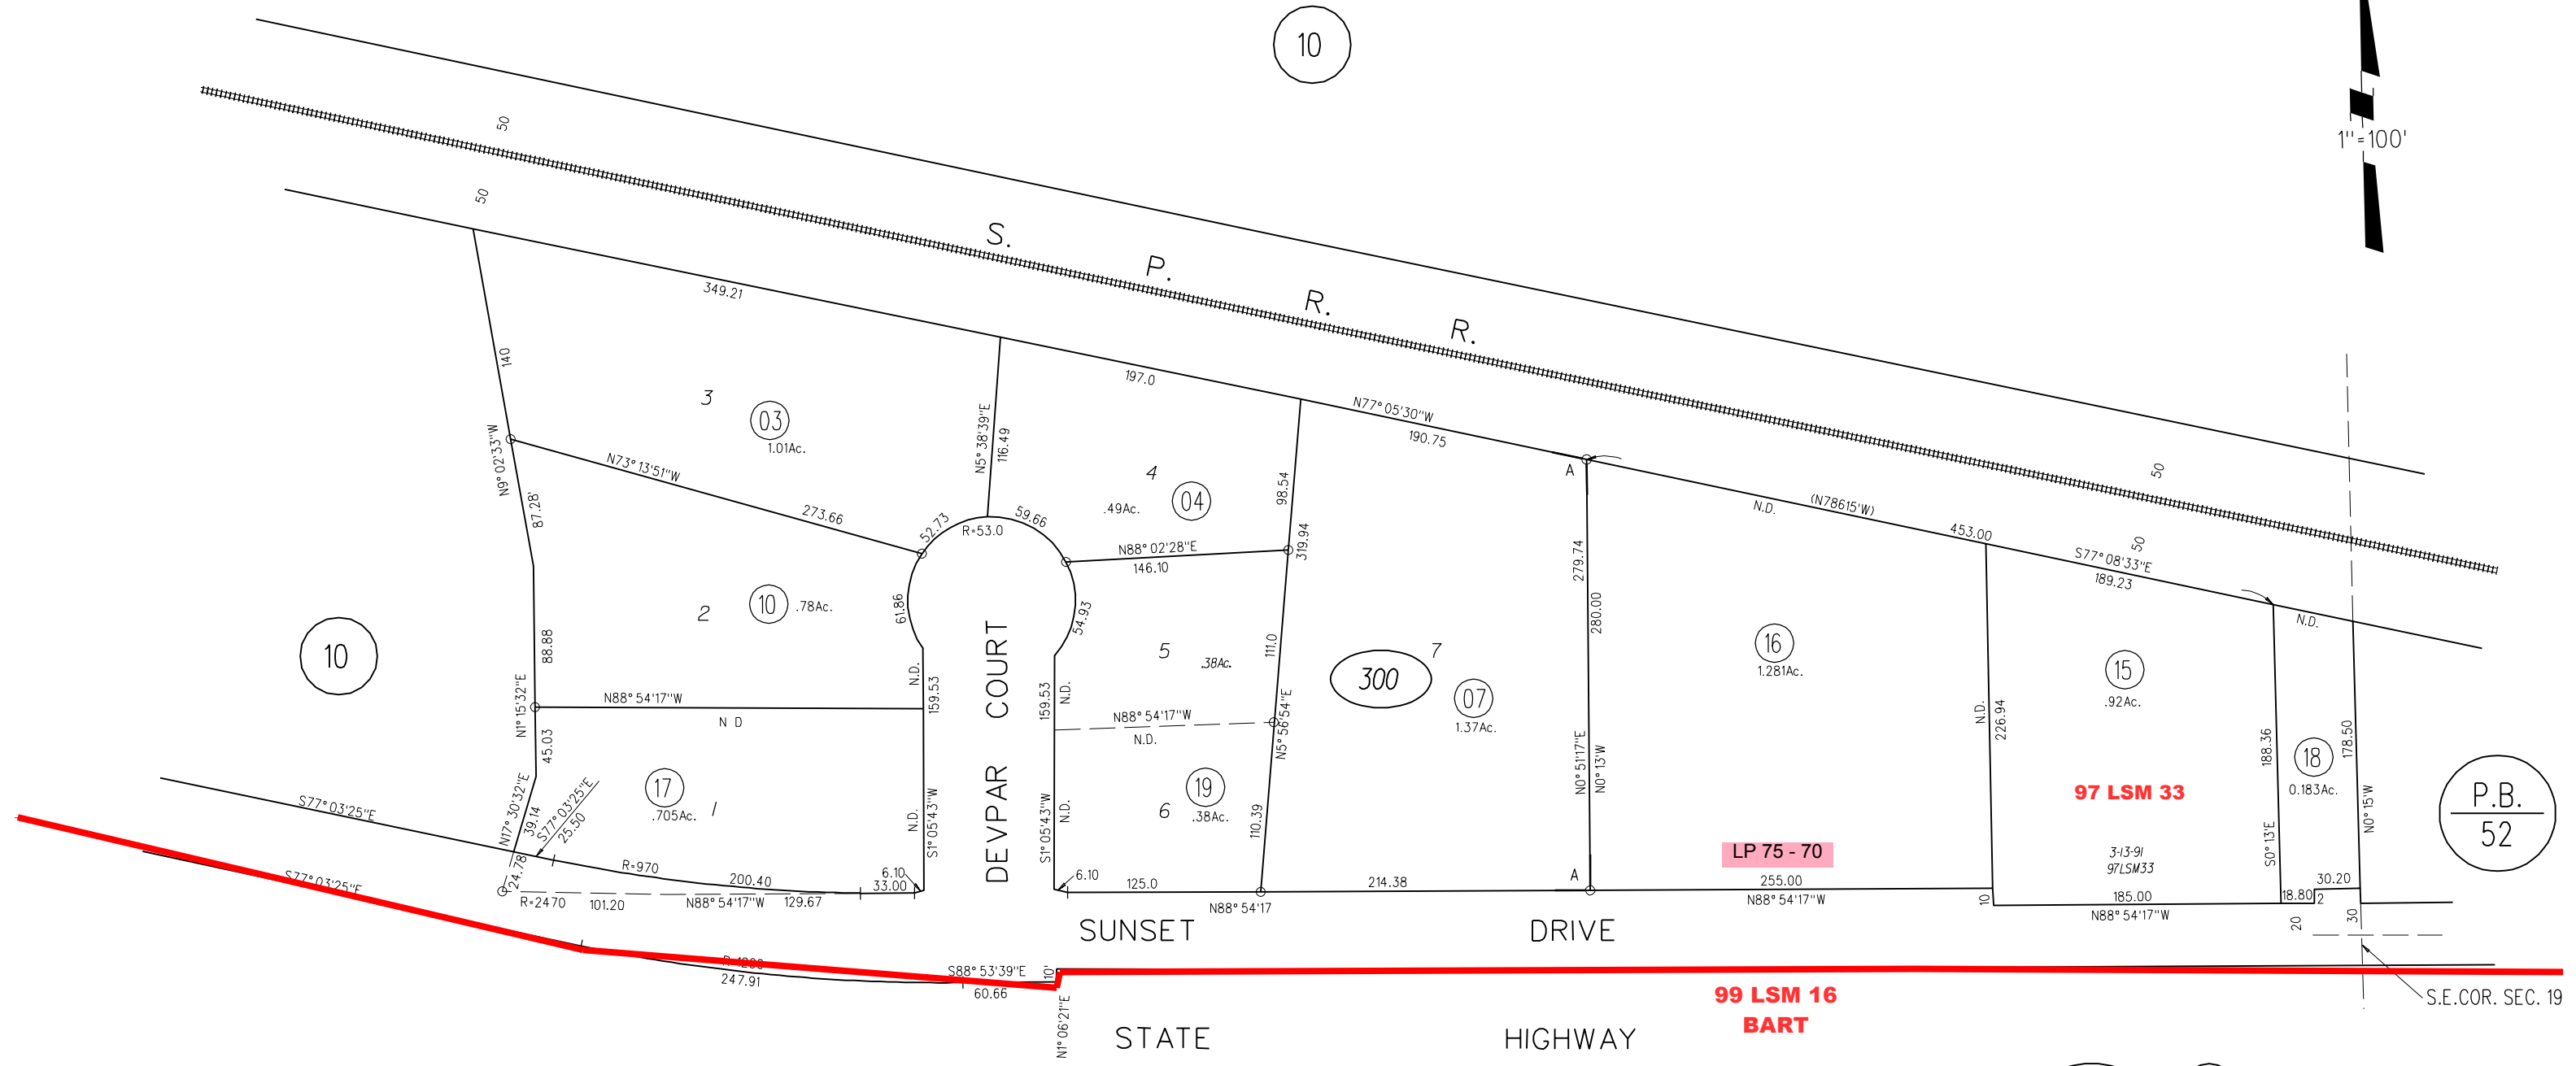 10
1"=100'
50
50
S. P. R. R.
349.21
197.0
N77°05'30"W
190.75
140
3
03
1.01Ac.
N5°38'39"E
116.49
4
04
.49Ac.
98.54
319.94
A
N.D.
(N78615'W)
453.00
50
50
S77°08'33"E
189.23
N.D.
N9°02'33"W
87.28'
N73°13'51"W
273.66
52.73
R=53.0
59.66
N88°02'28"E
146.10
279.74
280.00
10
88.88
2
10
.78Ac.
61.86
54.93
N.D.
159.53
DEVPAR COURT
159.53
N.D.
5
.38Ac.
111.0
300
7
07
1.37Ac.
16
1.281Ac.
N.D.
226.94
15
.92Ac.
188.36
178.50
18
0.183Ac.
N1°15'32"E
45.03
N88°54'17"W
N D
N88°54'17"W
N.D.
N5°56'54"E
N0°51'17"E
N0°13'W
P.B.
52
S77°03'25"E
N17°30'32"E
39.14
S77°03'25"E
25.50
17
.705Ac.
1
N.D.
S1°05'43"W
S1°05'43"W
N.D.
6
19
.38Ac.
110.39
97 LSM 33
S0°13'E
N0°15'W
LP 75 - 70
3-13-91
97LSM33
S77°03'25"E
24.78
R=970
200.40
6.10
33.00
6.10
125.0
214.38
A
255.00
10
185.00
18.80
2
30.20
R=2470
101.20
N88°54'17"W
129.67
N88°54'17
N88°54'17"W
N88°54'17"W
20
30
SUNSET DRIVE
R=1200
247.91
S88°53'39"E
60.66
10'
N1°06'21"E
99 LSM 16
BART
S.E.COR. SEC. 19
STATE HIGHWAY